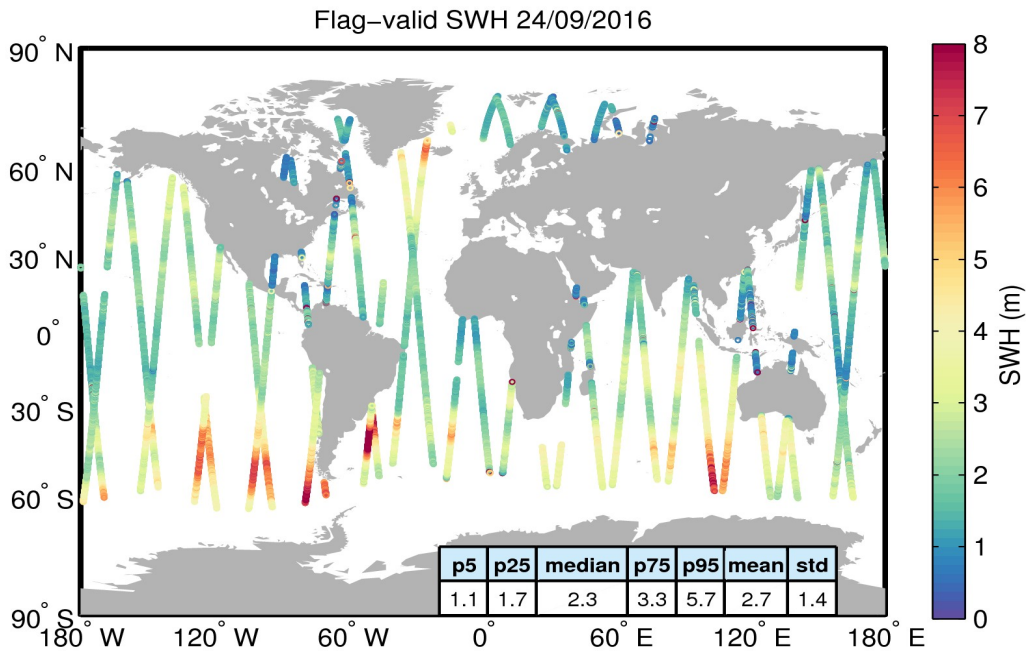 Flag−valid SWH 24/09/2016
90° N
60° N
30° N
0°
30° S
60° S
90° S
180° W
120° W
60° W
0°
60° E
120° E
180° E
p5 p25 median p75 p95 mean std
1.1 1.7 2.3 3.3 5.7 2.7 1.4
8
7
6
5
4
3
2
1
0
SWH (m)